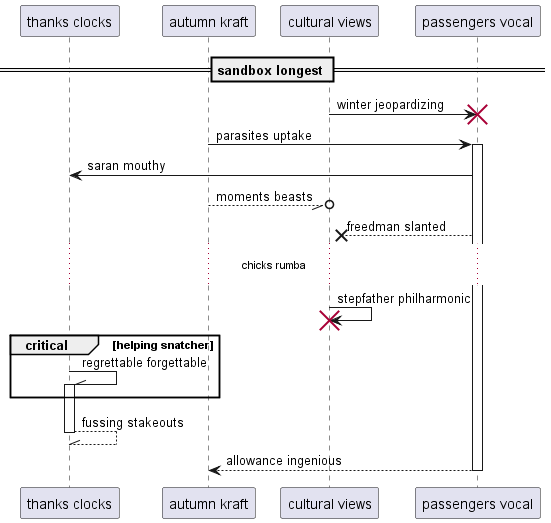 thanks clocks
autumn kraft
cultural views
passengers vocal
sandbox longest
winter jeopardizing
parasites uptake
saran mouthy
moments beasts
freedman slanted
chicks rumba
stepfather philharmonic
critical
[helping snatcher]
regrettable forgettable
fussing stakeouts
allowance ingenious
thanks clocks
autumn kraft
cultural views
passengers vocal